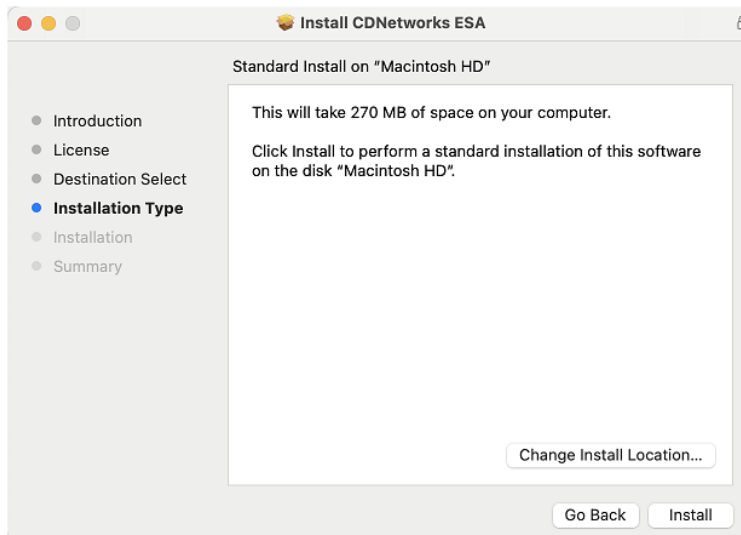 Install CDNetworks ESA
Standard Install on “Macintosh HD”
Introduction
License
Destination Select
Installation Type
Installation
Summary
This will take 270 MB of space on your computer.
Click Install to perform a standard installation of this software
on the disk “Macintosh HD”.
Change Install Location...
Go Back
Install